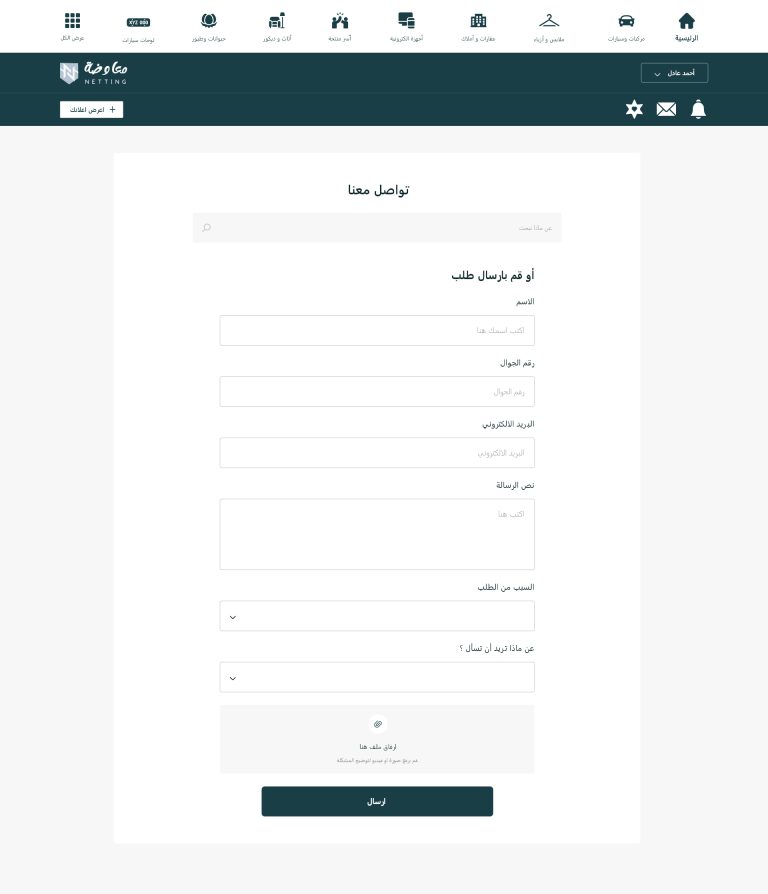 الرئيسية
مركبات وسيارات
ملابس و أزياء
عقارات و أملاك
أجهزة الكترونية
أسر منتجة
أثاث و ديكور
حيوانات وطيور
لوحات سيارات
XYZ
عرض الكل
أحمد عادل
معاوضة
NETTING
اعرض اعلانك +
تواصل معنا
عن ماذا تبحث
أو قم بارسال طلب
الاسم
اكتب اسمك هنا
رقم الجوال
رقم الجوال
البريد الالكتروني
البريد الالكتروني
نص الرسالة
اكتب هنا
السبب من الطلب
عن ماذا تريد أن تسأل ؟
ارفاق ملف هنا
قم برفع صورة او فيديو لتوضيح المشكلة
ارسال